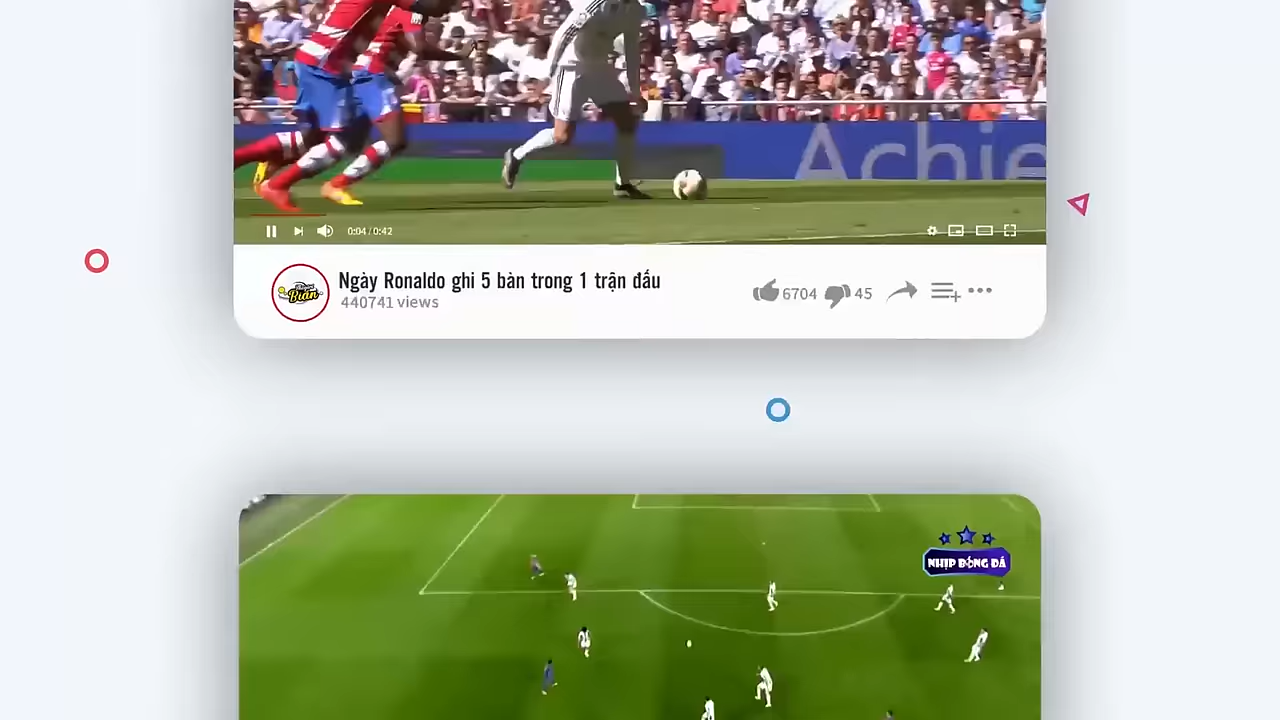 Achie
0:04 / 0:42
Ngày Ronaldo ghi 5 bàn trong 1 trận đấu
440741 views
6704
45
Bián
NHỊP BÓNG ĐÁ